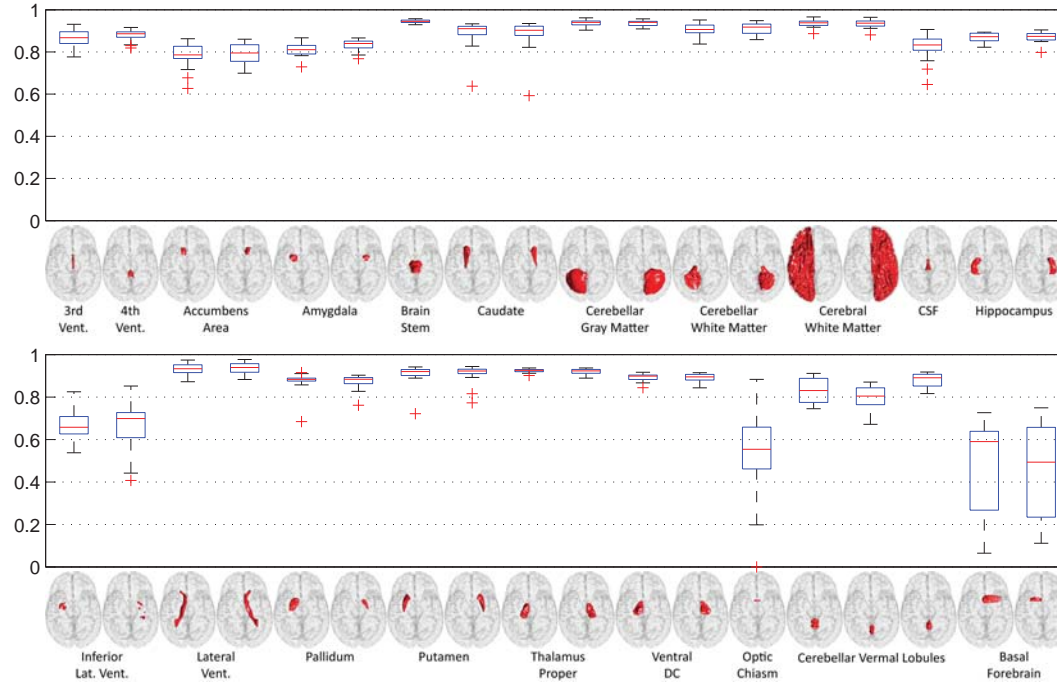 1
0.8
0.6
0.4
0.2
0
3rd Vent.
4th Vent.
Accumbens Area
Amygdala
Brain Stem
Caudate
Cerebellar Gray Matter
Cerebellar White Matter
Cerebral White Matter
CSF
Hippocampus
1
0.8
0.6
0.4
0.2
0
Inferior Lat. Vent.
Lateral Vent.
Pallidum
Putamen
Thalamus Proper
Ventral DC
Optic Chiasm
Cerebellar Vermal Lobules
Basal Forebrain